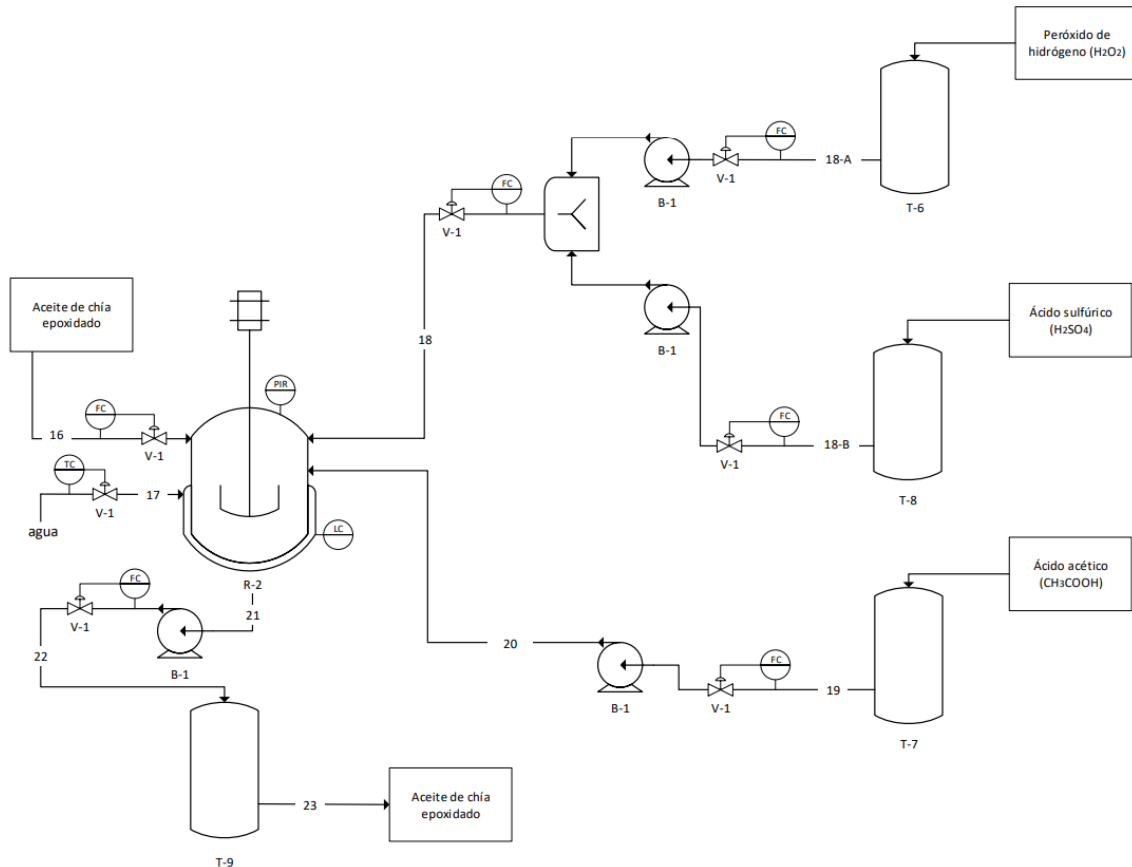 Peróxido de
hidrógeno (H₂O₂)
FC
18-A
V-1
B-1
T-6
FC
V-1
Aceite de chía
epoxidado
18
B-1
Ácido sulfúrico
(H₂SO₄)
PIR
FC
16
V-1
FC
18-B
V-1
T-8
TC
17
V-1
agua
LC
R-2
Ácido acético
(CH₃COOH)
FC
V-1
21
22
B-1
20
B-1
FC
V-1
19
T-7
23
Aceite de chía
epoxidado
T-9